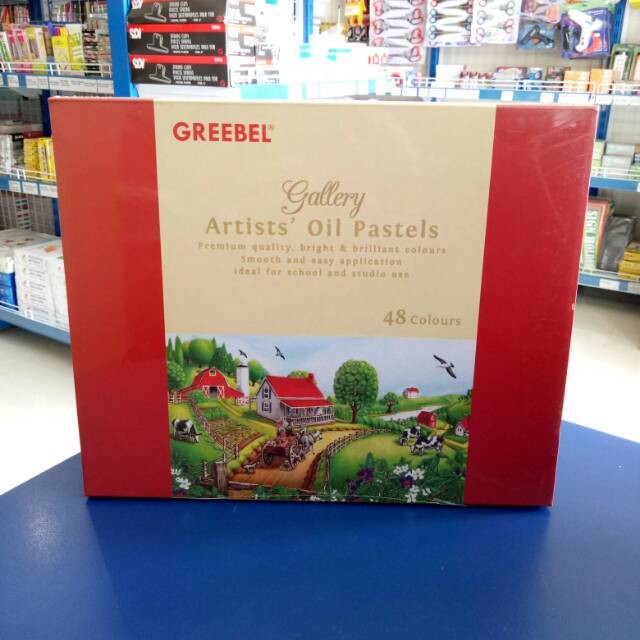 GREEBEL®
Gallery
Artists' Oil Pastels
Premium quality, bright & brilliant colours
Smooth and easy application
Ideal for school and studio use
48 Colours